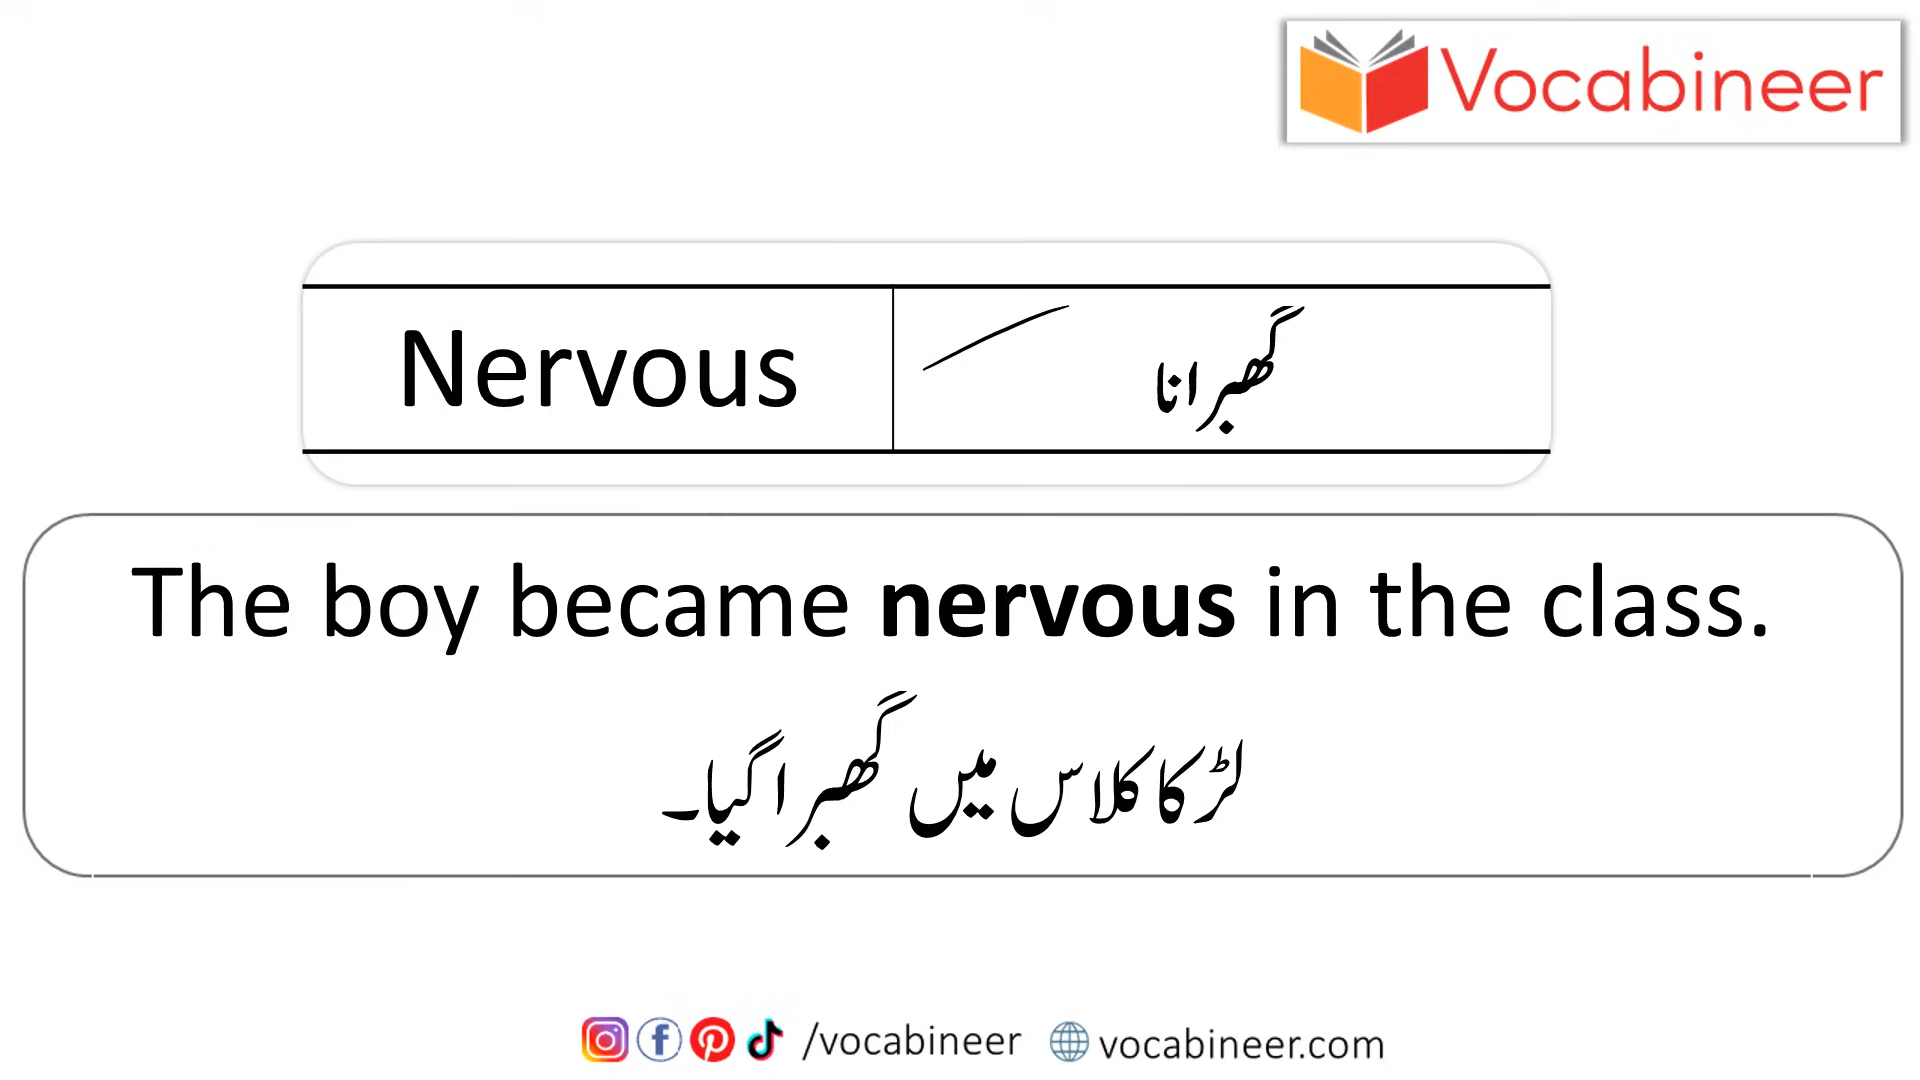 Vocabineer
Nervous گھبرانا
The boy became nervous in the class.
لڑکا کلاس میں گھبرا گیا۔
/vocabineer vocabineer.com